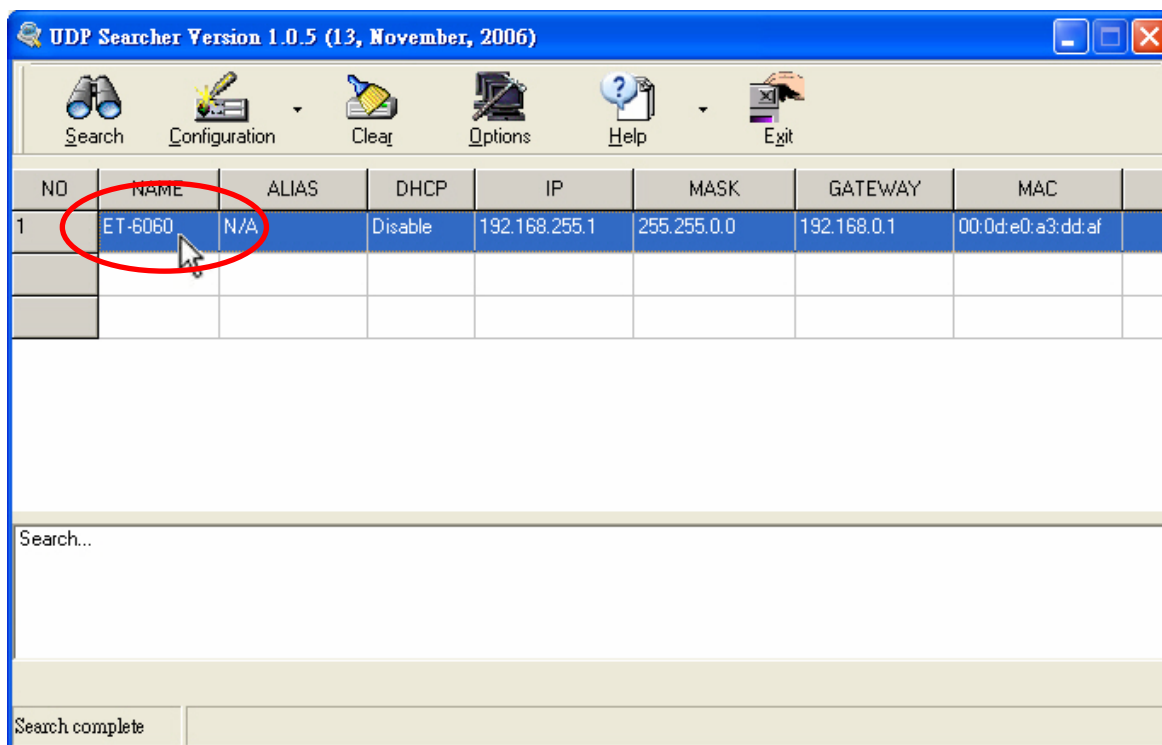 UDP Searcher Version 1.0.5 (13, November, 2006)
Search Configuration Clear Options Help Exit
NO NAME ALIAS DHCP IP MASK GATEWAY MAC
1 ET-6060 N/A Disable 192.168.255.1 255.255.0.0 192.168.0.1 00:0d:e0:a3:dd:af
Search...
Search complete